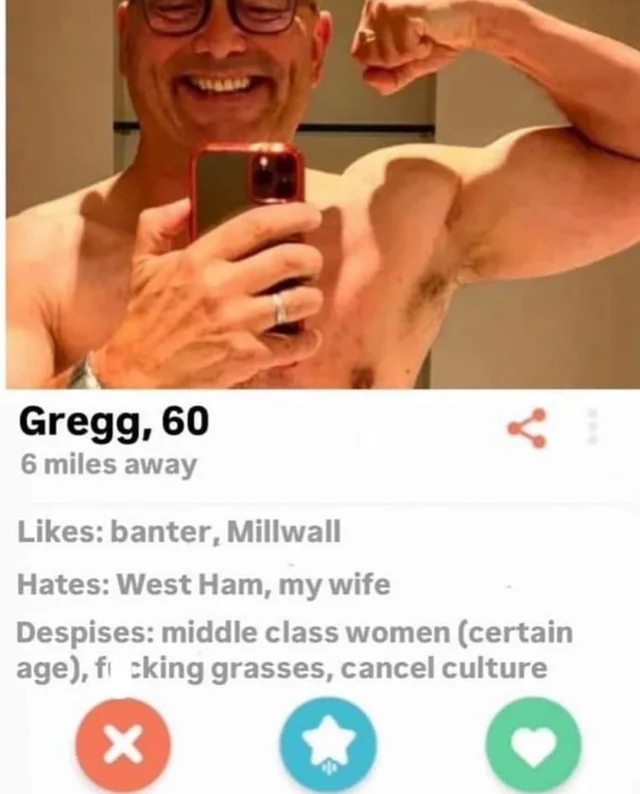 Gregg, 60
6 miles away
Likes: banter, Millwall
Hates: West Ham, my wife
Despises: middle class women (certain
age), f cking grasses, cancel culture